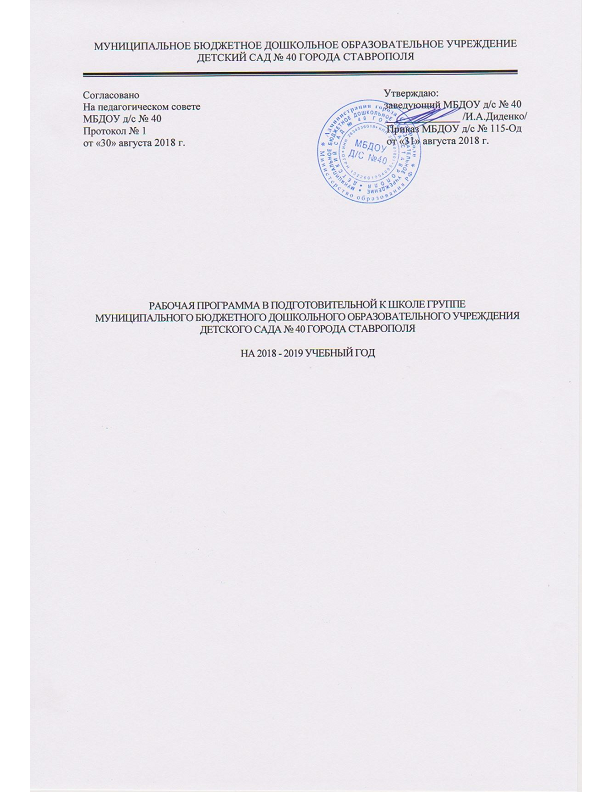 МУНИЦИПАЛЬНОЕ БЮДЖЕТНОЕ ДОШКОЛЬНОЕ ОБРАЗОВАТЕЛЬНОЕ УЧРЕЖДЕНИЕ
ДЕТСКИЙ САД № 40 ГОРОДА СТАВРОПОЛЯ
Согласовано
На педагогическом совете
МБДОУ д/с № 40
Протокол № 1
от «30» августа 2018 г.
Утверждаю:
заведующий МБДОУ д/с № 40
/И.А.Диденко/
Приказ МБДОУ д/с № 115-Од
от «31» августа 2018 г.
МБДОУ
Д/С №40
РАБОЧАЯ ПРОГРАММА В ПОДГОТОВИТЕЛЬНОЙ К ШКОЛЕ ГРУППЕ
МУНИЦИПАЛЬНОГО БЮДЖЕТНОГО ДОШКОЛЬНОГО ОБРАЗОВАТЕЛЬНОГО УЧРЕЖДЕНИЯ
ДЕТСКОГО САДА № 40 ГОРОДА СТАВРОПОЛЯ
НА 2018 - 2019 УЧЕБНЫЙ ГОД